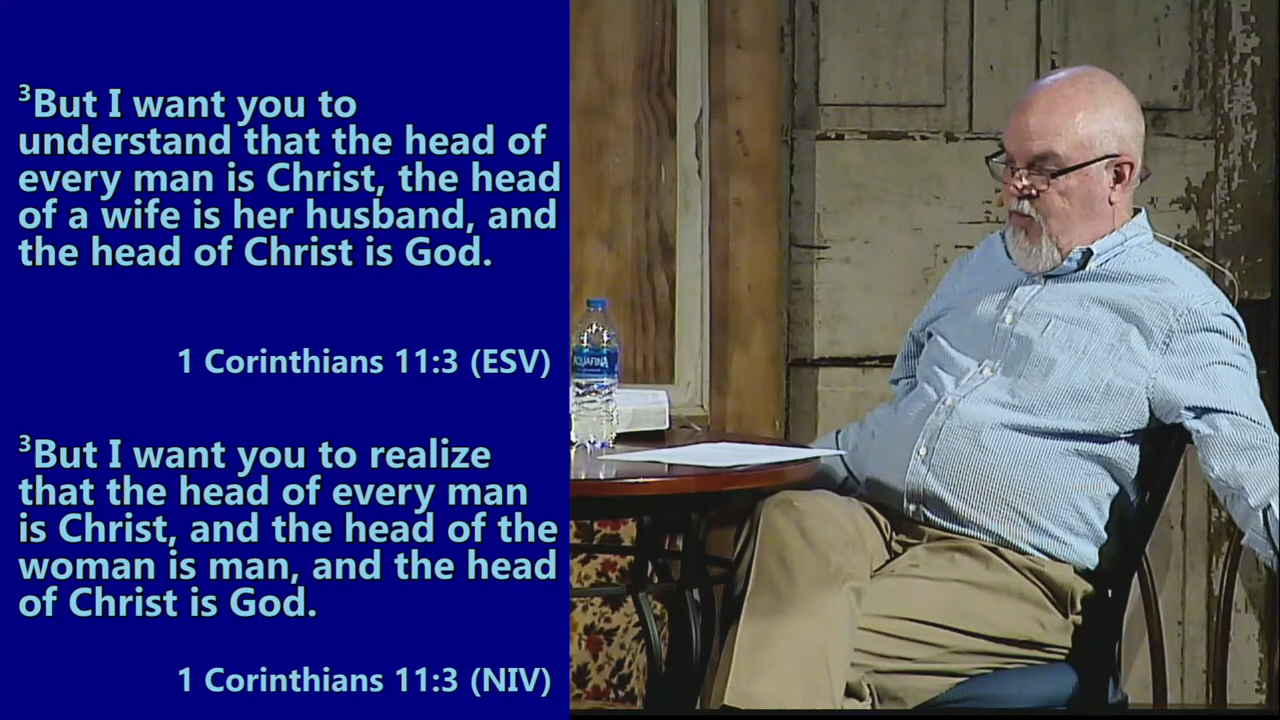 ³But I want you to
understand that the head of
every man is Christ, the head
of a wife is her husband, and
the head of Christ is God.
1 Corinthians 11:3 (ESV)
³But I want you to realize
that the head of every man
is Christ, and the head of the
woman is man, and the head
of Christ is God.
1 Corinthians 11:3 (NIV)
AQUAFINA